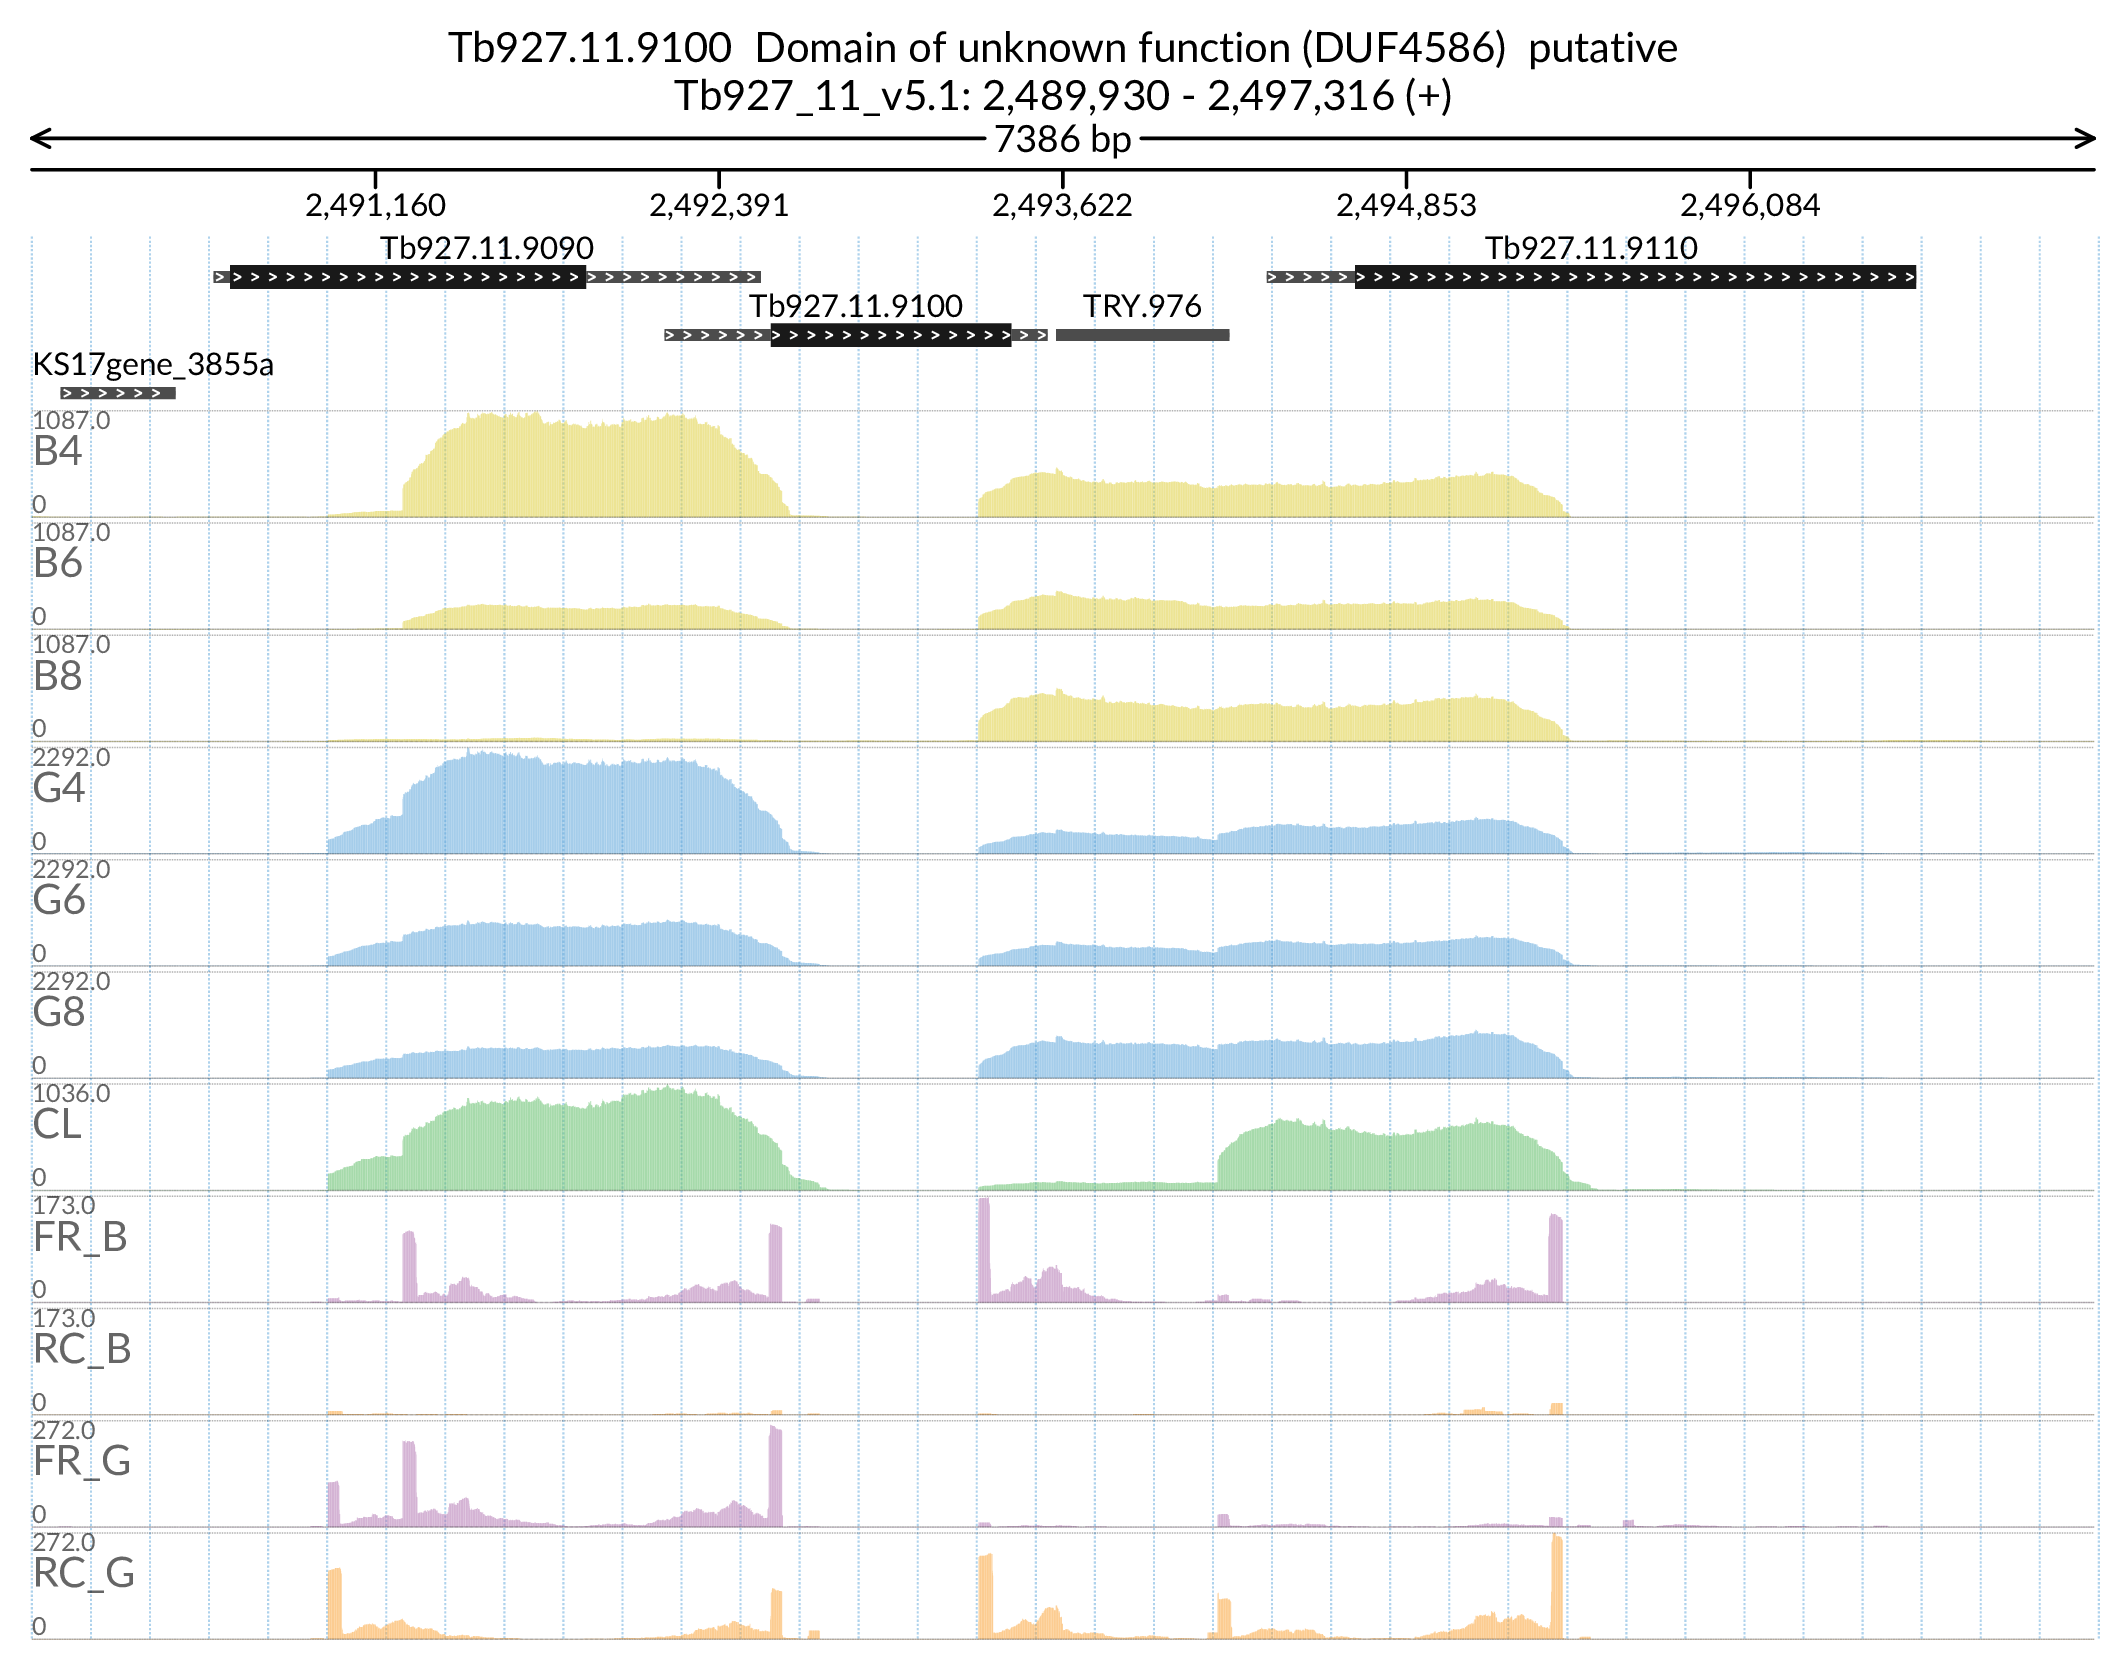 Tb927.11.9100  Domain of unknown function (DUF4586)  putative
Tb927_11_v5.1: 2,489,930 - 2,497,316 (+)
7386 bp
2,491,160 2,492,391 2,493,622 2,494,853 2,496,084
Tb927.11.9090 Tb927.11.9110
Tb927.11.9100 TRY.976
KS17gene_3855a
1087.0
B4
0
1087.0
B6
0
1087.0
B8
0
2292.0
G4
0
2292.0
G6
0
2292.0
G8
0
1036.0
CL
0
173.0
FR_B
0
173.0
RC_B
0
272.0
FR_G
0
272.0
RC_G
0